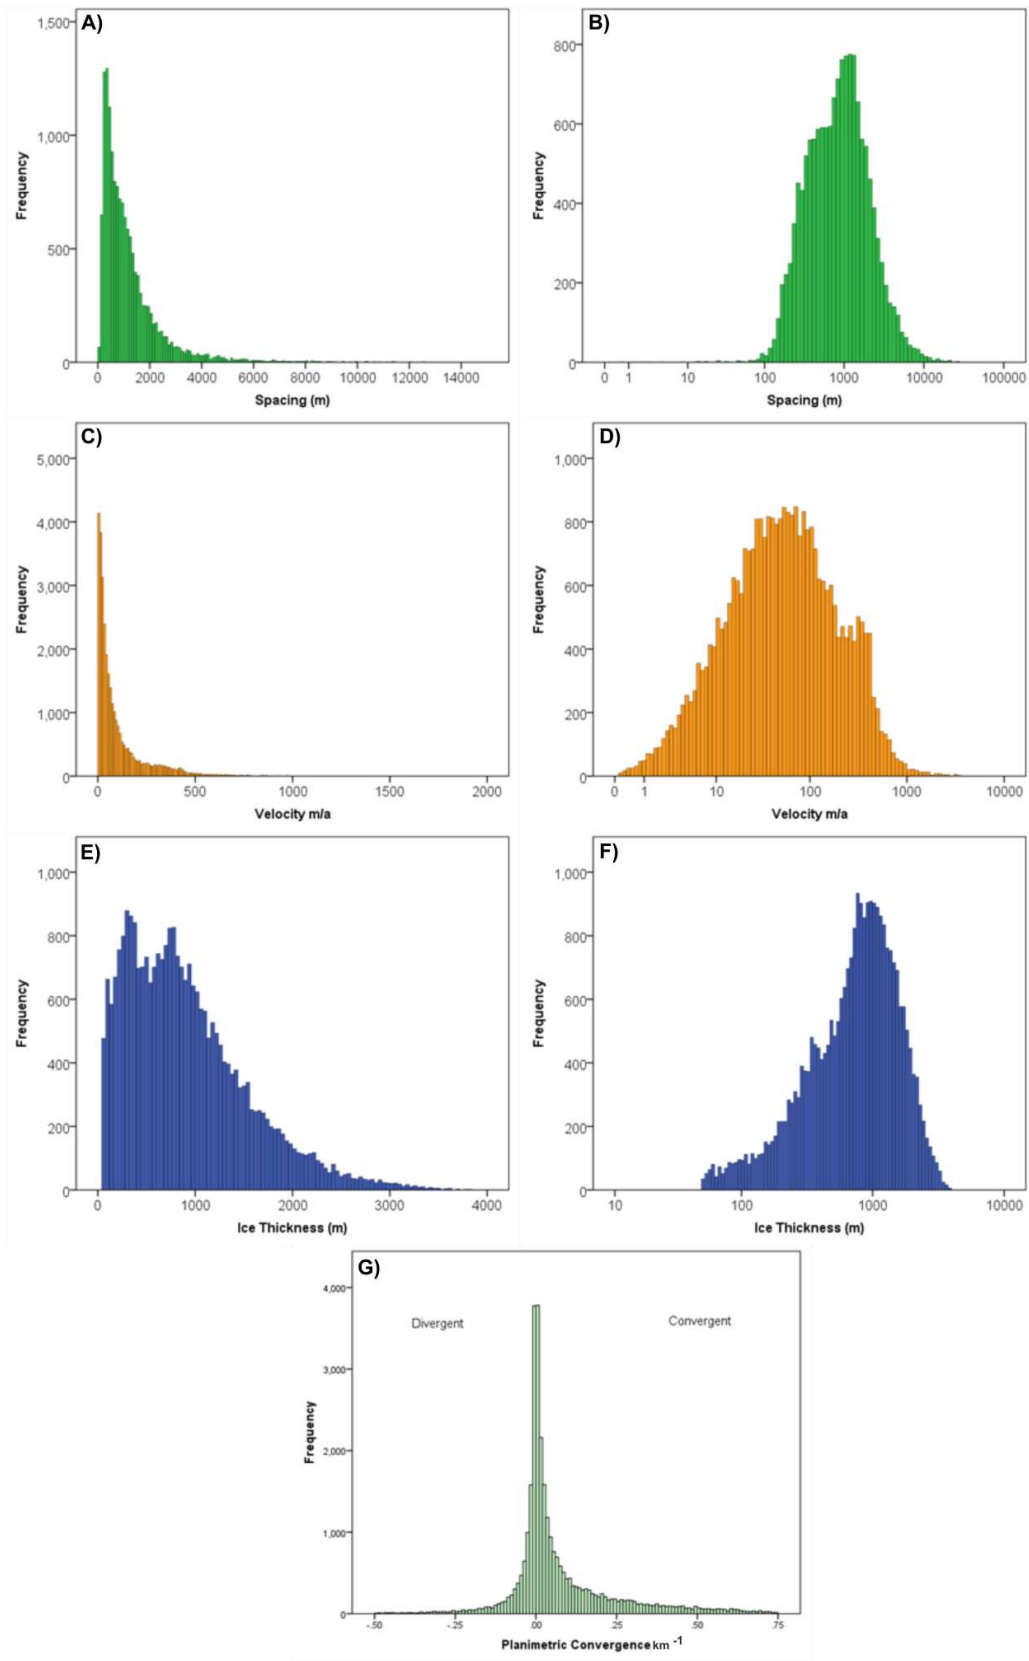 A)
1,500
1,000
500
0
Frequency
0 2000 4000 6000 8000 10000 12000 14000
Spacing (m)
B)
800
600
400
200
0
Frequency
0 1 10 100 1000 10000 100000
Spacing (m)
C)
5,000
4,000
3,000
2,000
1,000
0
Frequency
0 500 1000 1500 2000
Velocity m/a
D)
1,000
800
600
400
200
0
Frequency
0 1 10 100 1000 10000
Velocity m/a
E)
1,000
800
600
400
200
0
Frequency
0 1000 2000 3000 4000
Ice Thickness (m)
F)
1,000
800
600
400
200
0
Frequency
10 100 1000 10000
Ice Thickness (m)
G)
Divergent Convergent
4,000
3,000
2,000
1,000
0
Frequency
-.50 -.25 .00 .25 .50 .75
Planimetric Convergence km -1